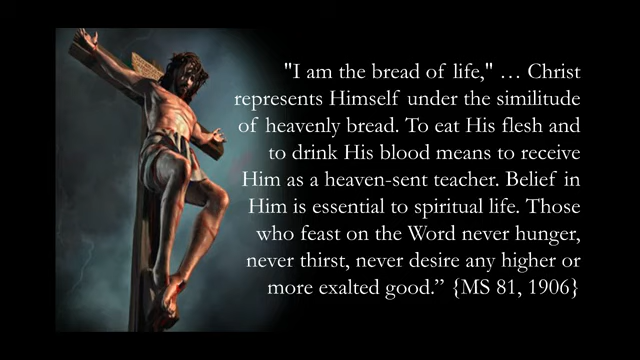 "I am the bread of life," … Christ
represents Himself under the similitude
of heavenly bread. To eat His flesh and
to drink His blood means to receive
Him as a heaven-sent teacher. Belief in
Him is essential to spiritual life. Those
who feast on the Word never hunger,
never thirst, never desire any higher or
more exalted good.” {MS 81, 1906}